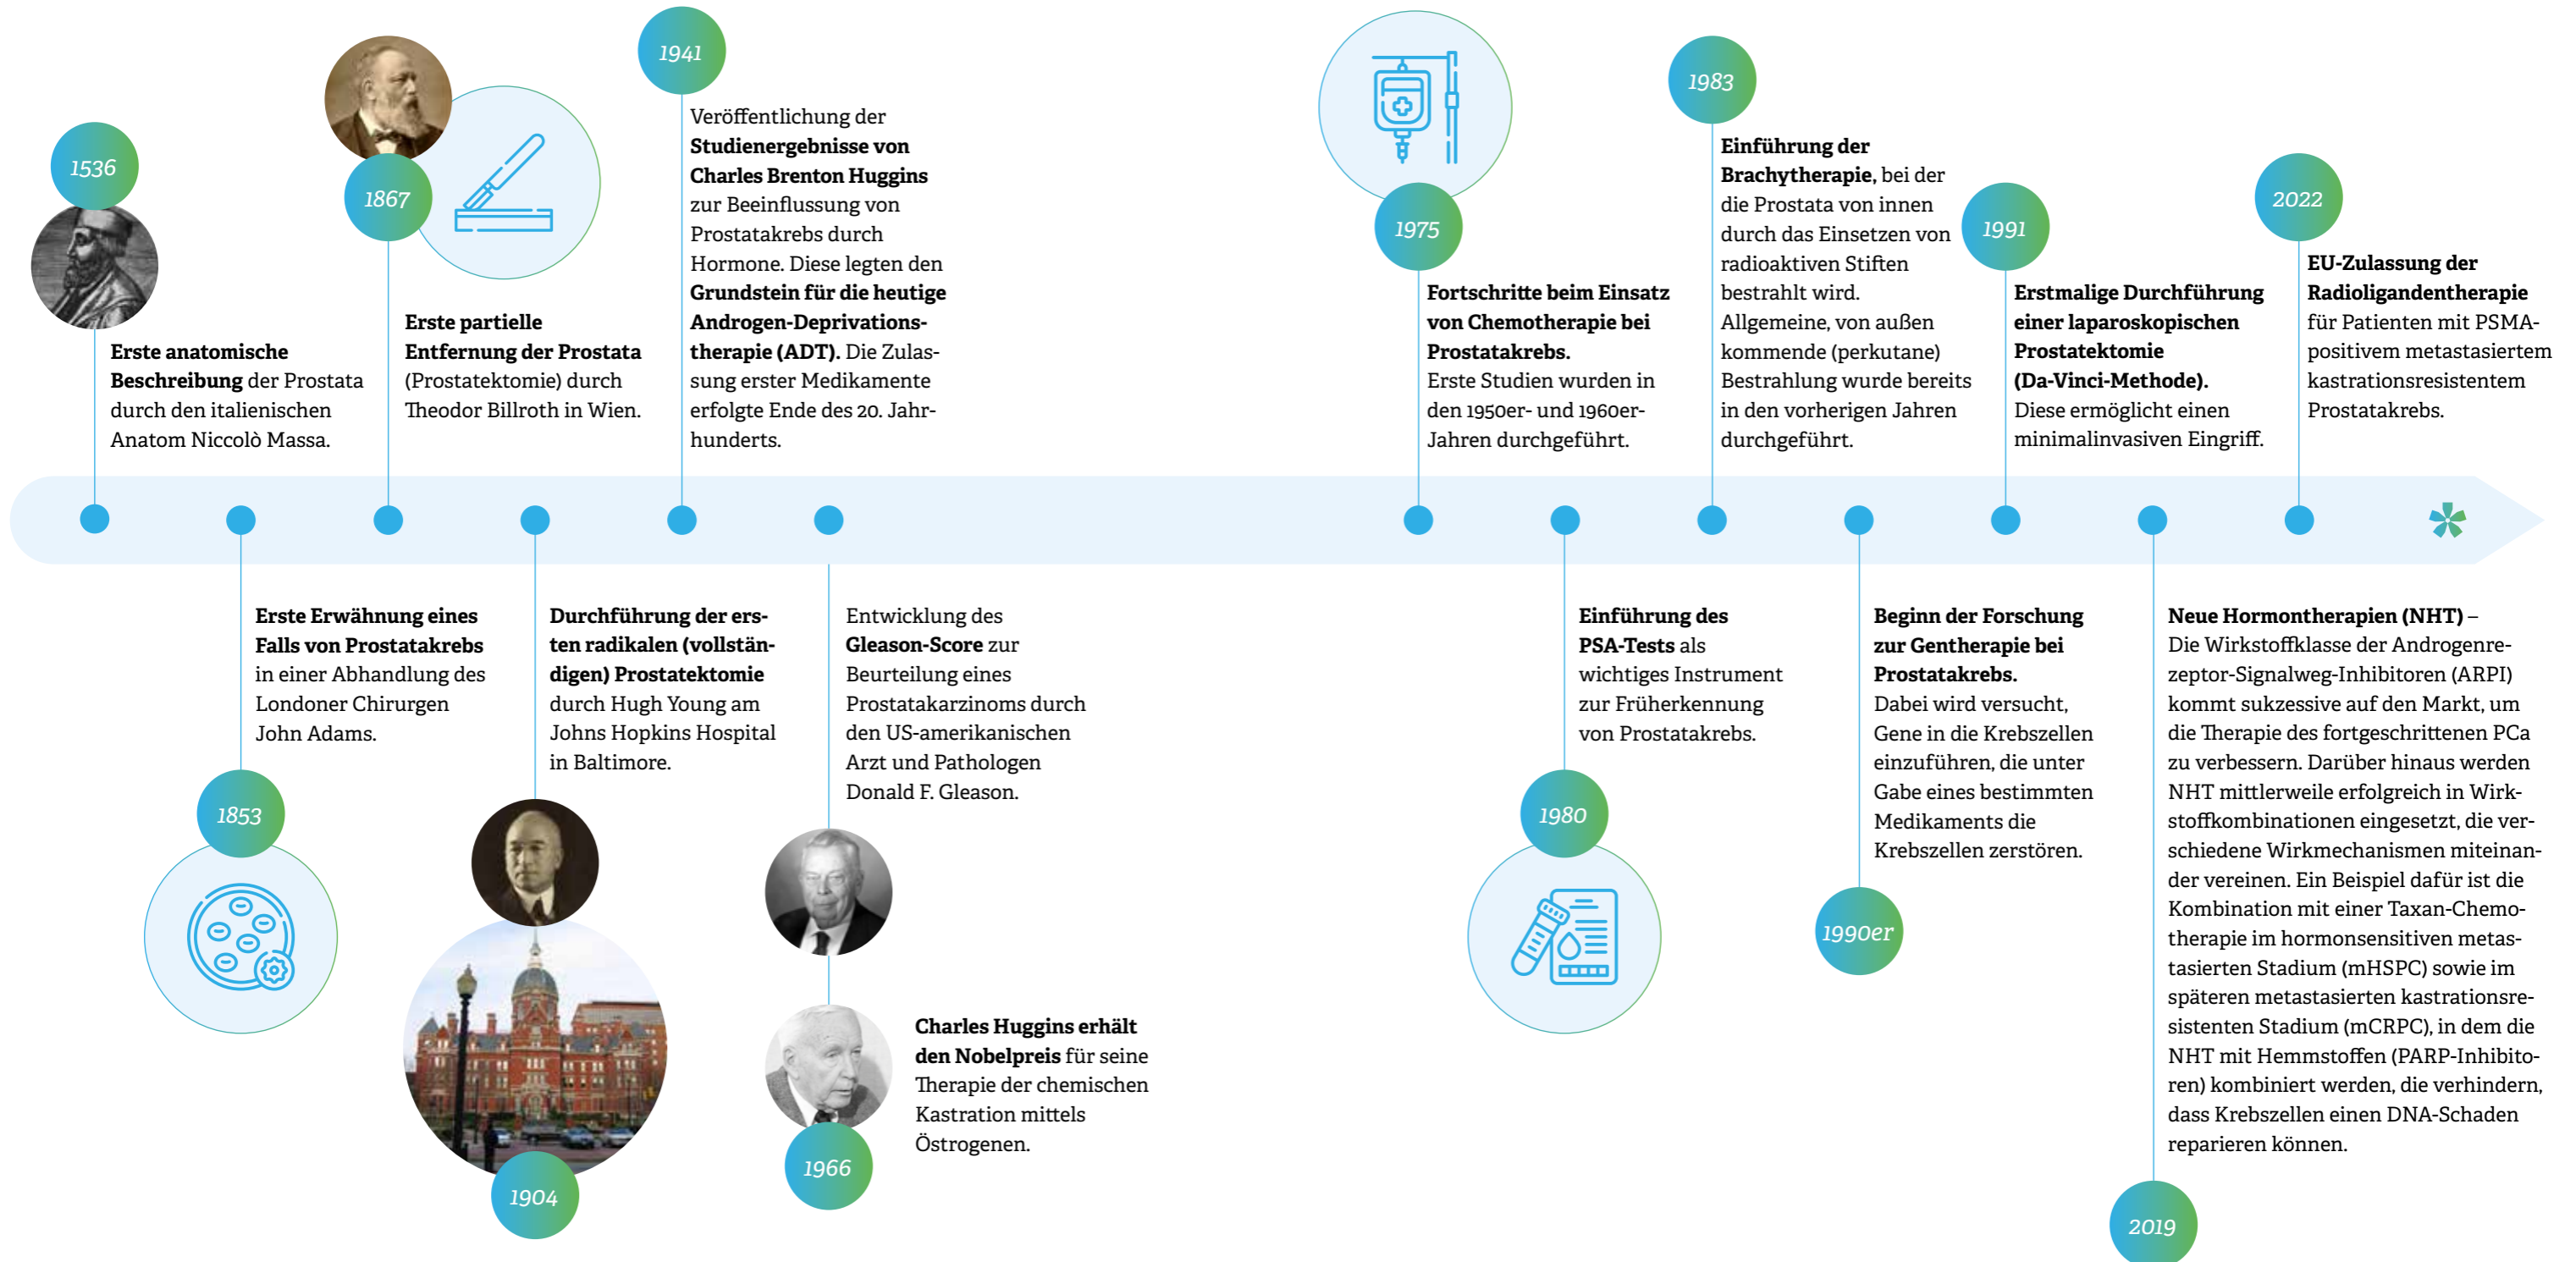 1536
Erste anatomische
Beschreibung der Prostata
durch den italienischen
Anatom Niccolò Massa.
1853
Erste Erwähnung eines
Falls von Prostatakrebs
in einer Abhandlung des
Londoner Chirurgen
John Adams.
1867
Erste partielle
Entfernung der Prostata
(Prostatektomie) durch
Theodor Billroth in Wien.
1904
Durchführung der ers-
ten radikalen (vollstän-
digen) Prostatektomie
durch Hugh Young am
Johns Hopkins Hospital
in Baltimore.
1941
Veröffentlichung der
Studienergebnisse von
Charles Brenton Huggins
zur Beeinflussung von
Prostatakrebs durch
Hormone. Diese legten den
Grundstein für die heutige
Androgen-Deprivations-
therapie (ADT). Die Zulas-
sung erster Medikamente
erfolgte Ende des 20. Jahr-
hunderts.
Entwicklung des
Gleason-Score zur
Beurteilung eines
Prostatakarzinoms durch
den US-amerikanischen
Arzt und Pathologen
Donald F. Gleason.
Charles Huggins erhält
den Nobelpreis für seine
Therapie der chemischen
Kastration mittels
Östrogenen.
1966
1975
Fortschritte beim Einsatz
von Chemotherapie bei
Prostatakrebs.
Erste Studien wurden in
den 1950er- und 1960er-
Jahren durchgeführt.
1980
Einführung des
PSA-Tests als
wichtiges Instrument
zur Früherkennung
von Prostatakrebs.
1983
Einführung der
Brachytherapie, bei der
die Prostata von innen
durch das Einsetzen von
radioaktiven Stiften
bestrahlt wird.
Allgemeine, von außen
kommende (perkutane)
Bestrahlung wurde bereits
in den vorherigen Jahren
durchgeführt.
1990er
Beginn der Forschung
zur Gentherapie bei
Prostatakrebs.
Dabei wird versucht,
Gene in die Krebszellen
einzuführen, die unter
Gabe eines bestimmten
Medikaments die
Krebszellen zerstören.
1991
Erstmalige Durchführung
einer laparoskopischen
Prostatektomie
(Da-Vinci-Methode).
Diese ermöglicht einen
minimalinvasiven Eingriff.
2019
Neue Hormontherapien (NHT) –
Die Wirkstoffklasse der Androgenre-
zeptor-Signalweg-Inhibitoren (ARPI)
kommt sukzessive auf den Markt, um
die Therapie des fortgeschrittenen PCa
zu verbessern. Darüber hinaus werden
NHT mittlerweile erfolgreich in Wirk-
stoffkombinationen eingesetzt, die ver-
schiedene Wirkmechanismen miteinan-
der vereinen. Ein Beispiel dafür ist die
Kombination mit einer Taxan-Chemo-
therapie im hormonsensitiven metas-
tasierten Stadium (mHSPC) sowie im
späteren metastasierten kastrationsre-
sistenten Stadium (mCRPC), in dem die
NHT mit Hemmstoffen (PARP-Inhibito-
ren) kombiniert werden, die verhindern,
dass Krebszellen einen DNA-Schaden
reparieren können.
2022
EU-Zulassung der
Radioligandentherapie
für Patienten mit PSMA-
positivem metastasiertem
kastrationsresistentem
Prostatakrebs.